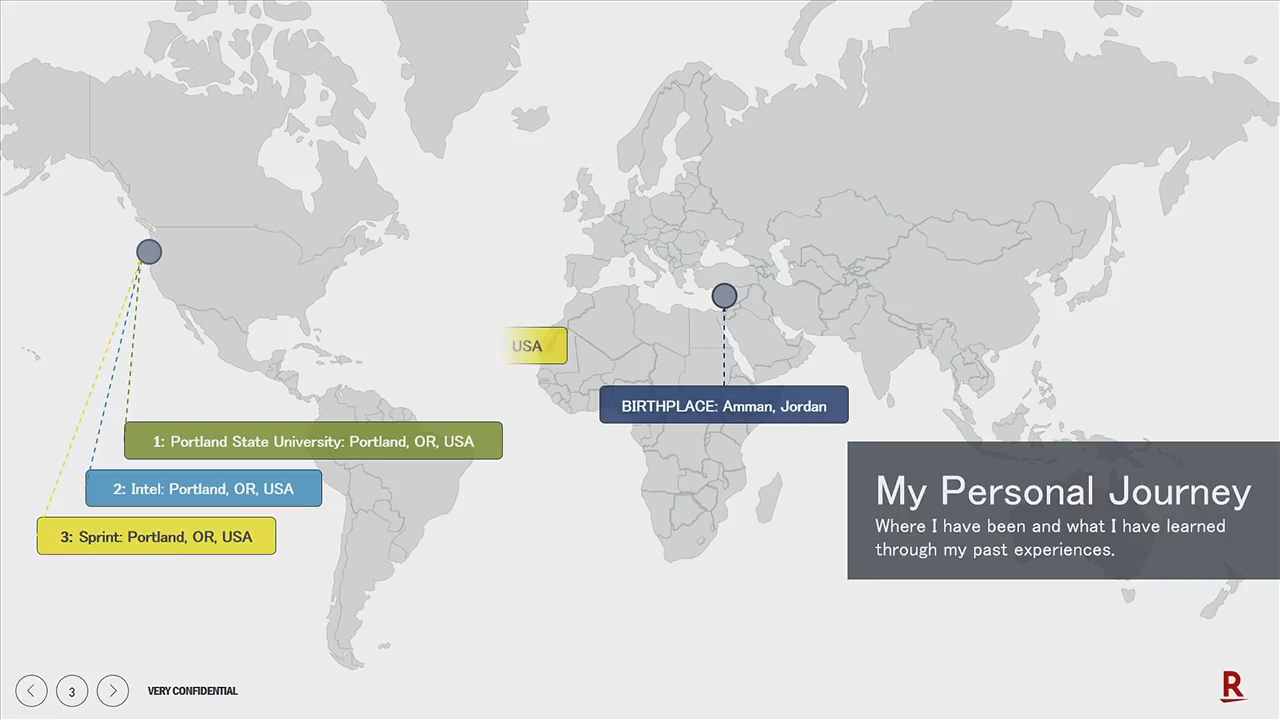 USA
BIRTHPLACE: Amman, Jordan
1: Portland State University: Portland, OR, USA
2: Intel: Portland, OR, USA
3: Sprint: Portland, OR, USA
My Personal Journey
Where I have been and what I have learned
through my past experiences.
3
VERY CONFIDENTIAL
R